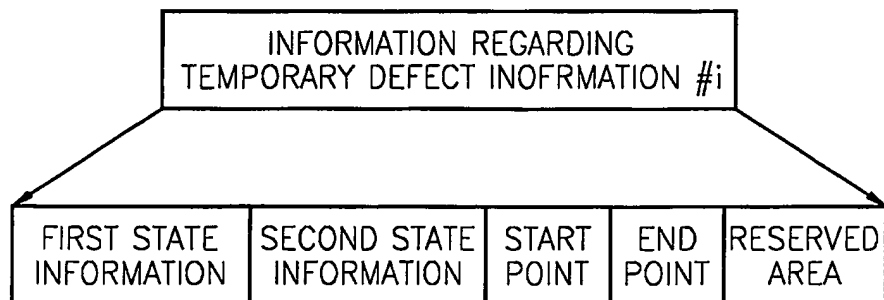 INFORMATION REGARDING
TEMPORARY DEFECT INOFRMATION #i
FIRST STATE
INFORMATION
SECOND STATE
INFORMATION
START
POINT
END
POINT
RESERVED
AREA